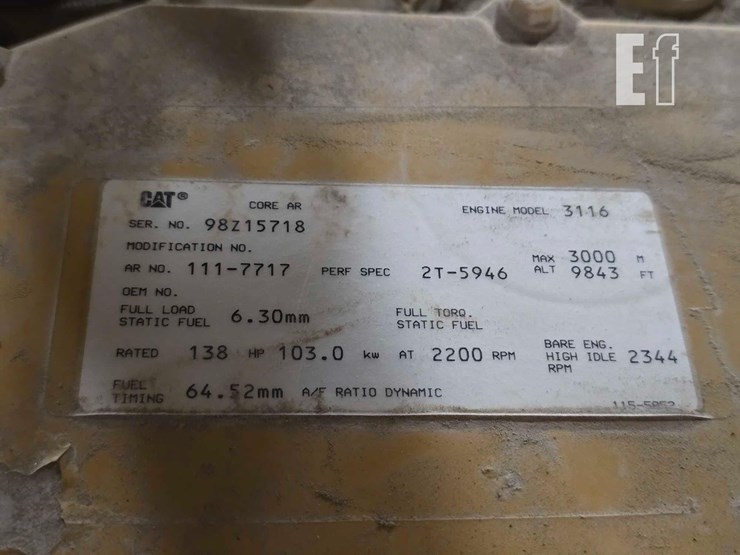 Ef
CAT® CORE AR ENGINE MODEL 3116
SER. NO. 98Z15718
MODIFICATION NO.
AR NO. 111-7717 PERF SPEC 2T-5946 MAX ALT 3000 M 9843 FT
OEM NO.
FULL LOAD STATIC FUEL 6.30mm FULL TORQ. STATIC FUEL
RATED 138 HP 103.0 kw AT 2200 RPM BARE ENG. HIGH IDLE RPM 2344
FUEL TIMING 64.52mm A/F RATIO DYNAMIC